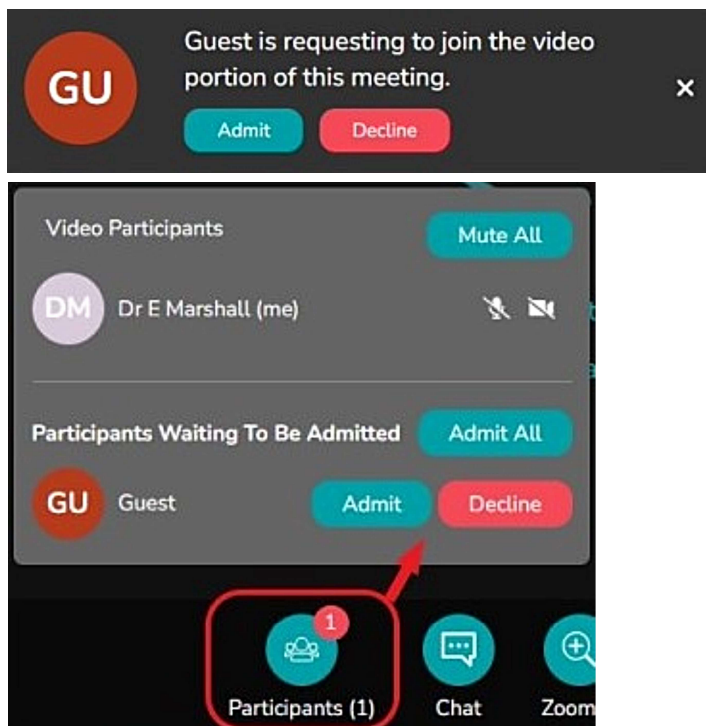 Guest is requesting to join the video
GU
portion of this meeting.
Admit Decline
Video Participants Mute All
DM Dr E Marshall (me)
Participants Waiting To Be Admitted Admit All
GU Guest Admit Decline
1
Participants (1) Chat Zoom